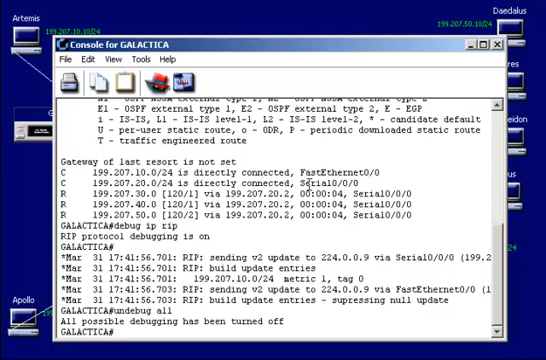 Artemis
199.207.10.10/24
Daedalus
199.207.50.10/24
Console for GALACTICA
File Edit View Tools Help
E1 - OSPF external type 1, E2 - OSPF external type 2, E - EGP
i - IS-IS, L1 - IS-IS level-1, L2 - IS-IS level-2, * - candidate default
U - per-user static route, o - ODR, P - periodic downloaded static route
T - traffic engineered route
Gateway of last resort is not set
C 199.207.10.0/24 is directly connected, FastEthernet0/0
C 199.207.20.0/24 is directly connected, Serial0/0/0
R 199.207.30.0 [120/1] via 199.207.20.2, 00:00:04, Serial0/0/0
R 199.207.40.0 [120/1] via 199.207.20.2, 00:00:04, Serial0/0/0
R 199.207.50.0 [120/2] via 199.207.20.2, 00:00:04, Serial0/0/0
GALACTICA#debug ip rip
RIP protocol debugging is on
GALACTICA#
*Mar 31 17:41:56.701: RIP: sending v2 update to 224.0.0.9 via Serial0/0/0 (199.2
*Mar 31 17:41:56.701: RIP: build update entries
*Mar 31 17:41:56.701: 199.207.10.0/24 metric 1, tag 0
*Mar 31 17:41:56.703: RIP: sending v2 update to 224.0.0.9 via FastEthernet0/0 (1
*Mar 31 17:41:56.703: RIP: build update entries - supressing null update
GALACTICA#undebug all
All possible debugging has been turned off
GALACTICA#
Apollo
199
/24